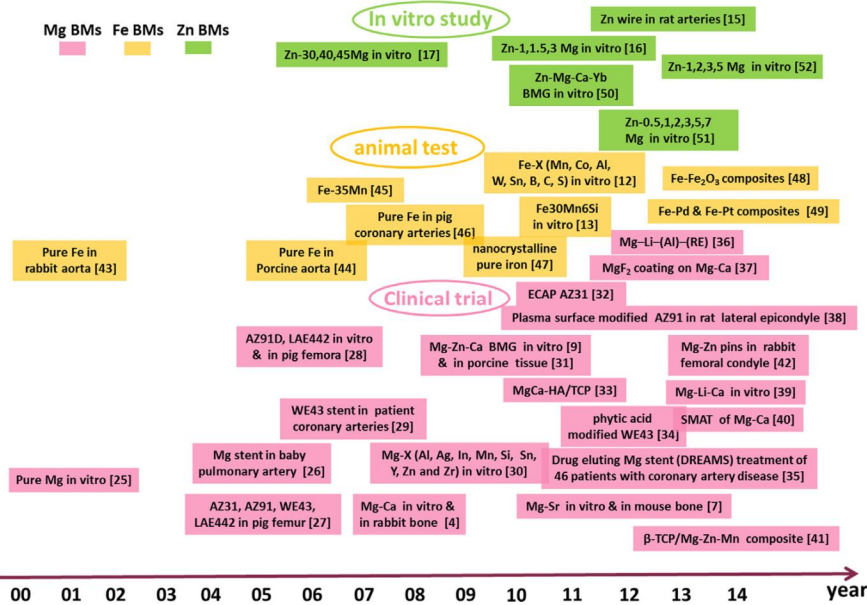 Mg BMs Fe BMs Zn BMs
In vitro study
Zn wire in rat arteries [15]
Zn-30,40,45Mg in vitro [17]
Zn-1,1.5,3 Mg in vitro [16]
Zn-1,2,3,5 Mg in vitro [52]
Zn-Mg-Ca-Yb
BMG in vitro [50]
Zn-0.5,1,2,3,5,7
Mg in vitro [51]
animal test
Fe-X (Mn, Co, Al,
W, Sn, B, C, S) in vitro [12]
Fe-Fe₂O₃ composites [48]
Fe-35Mn [45]
Pure Fe in pig
coronary arteries [46]
Fe30Mn6Si
in vitro [13]
Fe-Pd & Fe-Pt composites [49]
Pure Fe in
rabbit aorta [43]
Pure Fe in
Porcine aorta [44]
nanocrystalline
pure iron [47]
Mg–Li–(Al)–(RE) [36]
MgF₂ coating on Mg-Ca [37]
Clinical trial
ECAP AZ31 [32]
Plasma surface modified AZ91 in rat lateral epicondyle [38]
AZ91D, LAE442 in vitro
& in pig femora [28]
Mg-Zn-Ca BMG in vitro [9]
& in porcine tissue [31]
Mg-Zn pins in rabbit
femoral condyle [42]
MgCa-HA/TCP [33]
Mg-Li-Ca in vitro [39]
WE43 stent in patient
coronary arteries [29]
phytic acid
modified WE43 [34]
SMAT of Mg-Ca [40]
Mg stent in baby
pulmonary artery [26]
Mg-X (Al, Ag, In, Mn, Si, Sn,
Y, Zn and Zr) in vitro [30]
Drug eluting Mg stent (DREAMS) treatment of
46 patients with coronary artery disease [35]
Pure Mg in vitro [25]
AZ31, AZ91, WE43,
LAE442 in pig femur [27]
Mg-Ca in vitro &
in rabbit bone [4]
Mg-Sr in vitro & in mouse bone [7]
β-TCP/Mg-Zn-Mn composite [41]
00 01 02 03 04 05 06 07 08 09 10 11 12 13 14 year